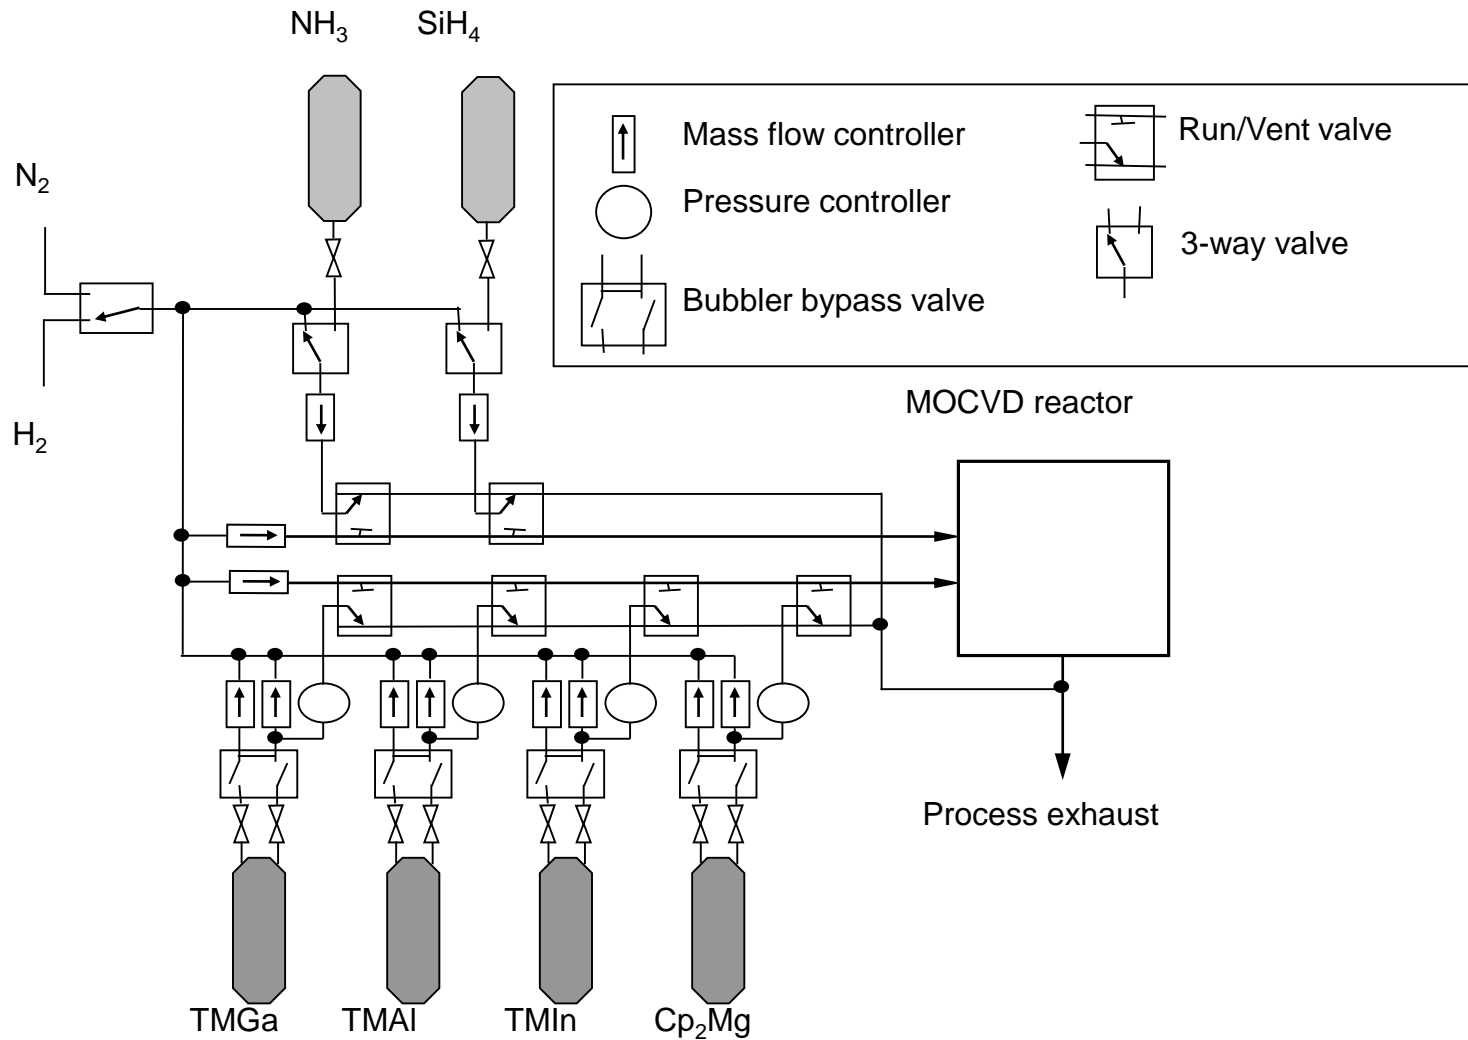 NH₃
SiH₄
N₂
H₂
Mass flow controller
Pressure controller
Bubbler bypass valve
Run/Vent valve
3-way valve
MOCVD reactor
Process exhaust
TMGa
TMAl
TMIn
Cp₂Mg